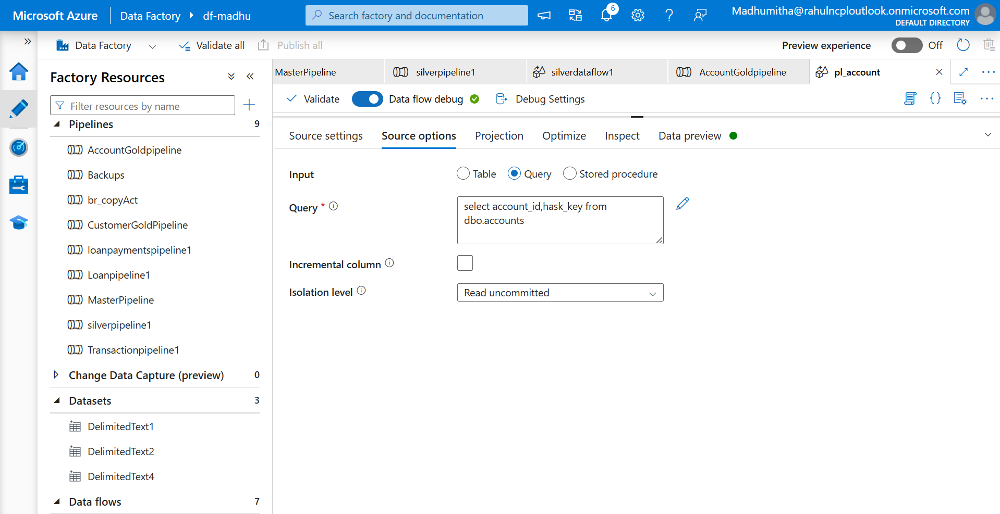 Microsoft Azure
Data Factory
df-madhu
Search factory and documentation
6
Madhumitha@rahulncploutlook.onmicrosoft.com
DEFAULT DIRECTORY
Data Factory
Validate all
Publish all
Preview experience
Off
Factory Resources
Filter resources by name
Pipelines 9
AccountGoldpipeline
Backups
br_copyAct
CustomerGoldPipeline
loanpaymentspipeline1
Loanpipeline1
MasterPipeline
silverpipeline1
Transactionpipeline1
Change Data Capture (preview) 0
Datasets 3
DelimitedText1
DelimitedText2
DelimitedText4
Data flows 7
MasterPipeline
silverpipeline1
silverdataflow1
AccountGoldpipeline
pl_account
Validate
Data flow debug
Debug Settings
Source settings
Source options
Projection
Optimize
Inspect
Data preview
Input
Table
Query
Stored procedure
Query *
select account_id,hask_key from
dbo.accounts
Incremental column
Isolation level
Read uncommitted